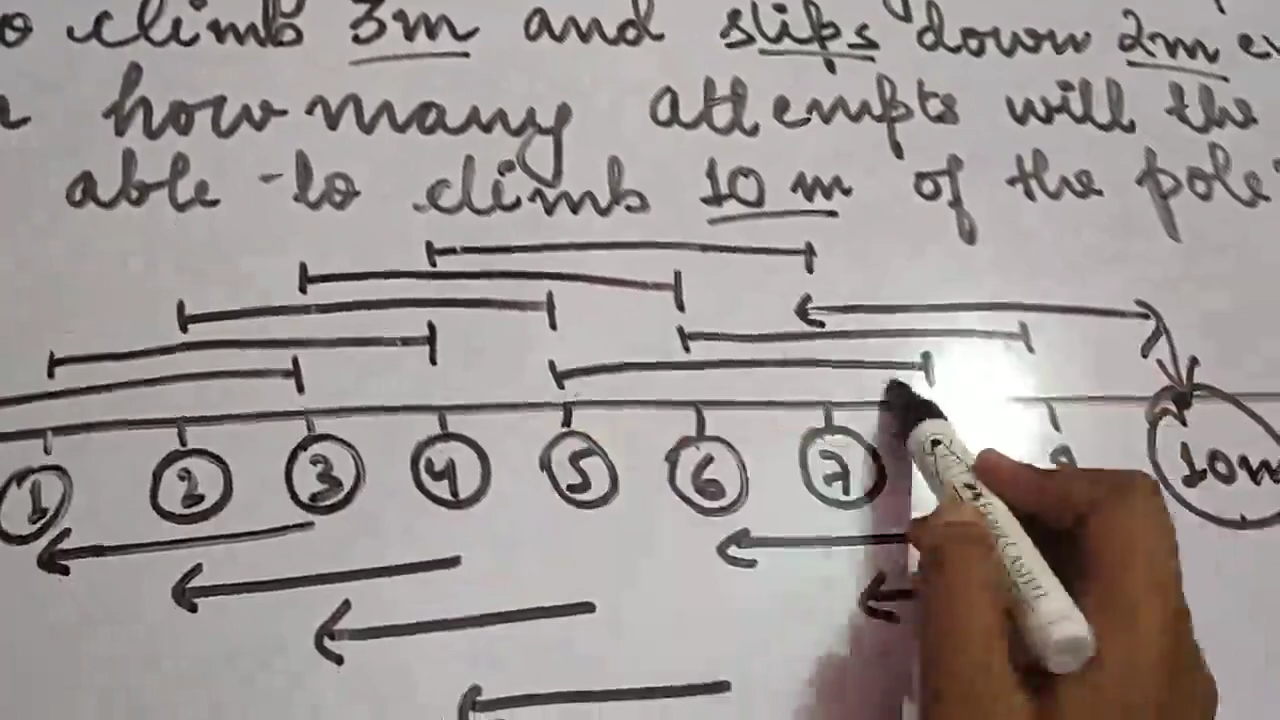 o climb 3m and slips down 2m e
r how many attempts will the
able to climb 10 m of the pole
1 2 3 4 5 6 7 9 10m